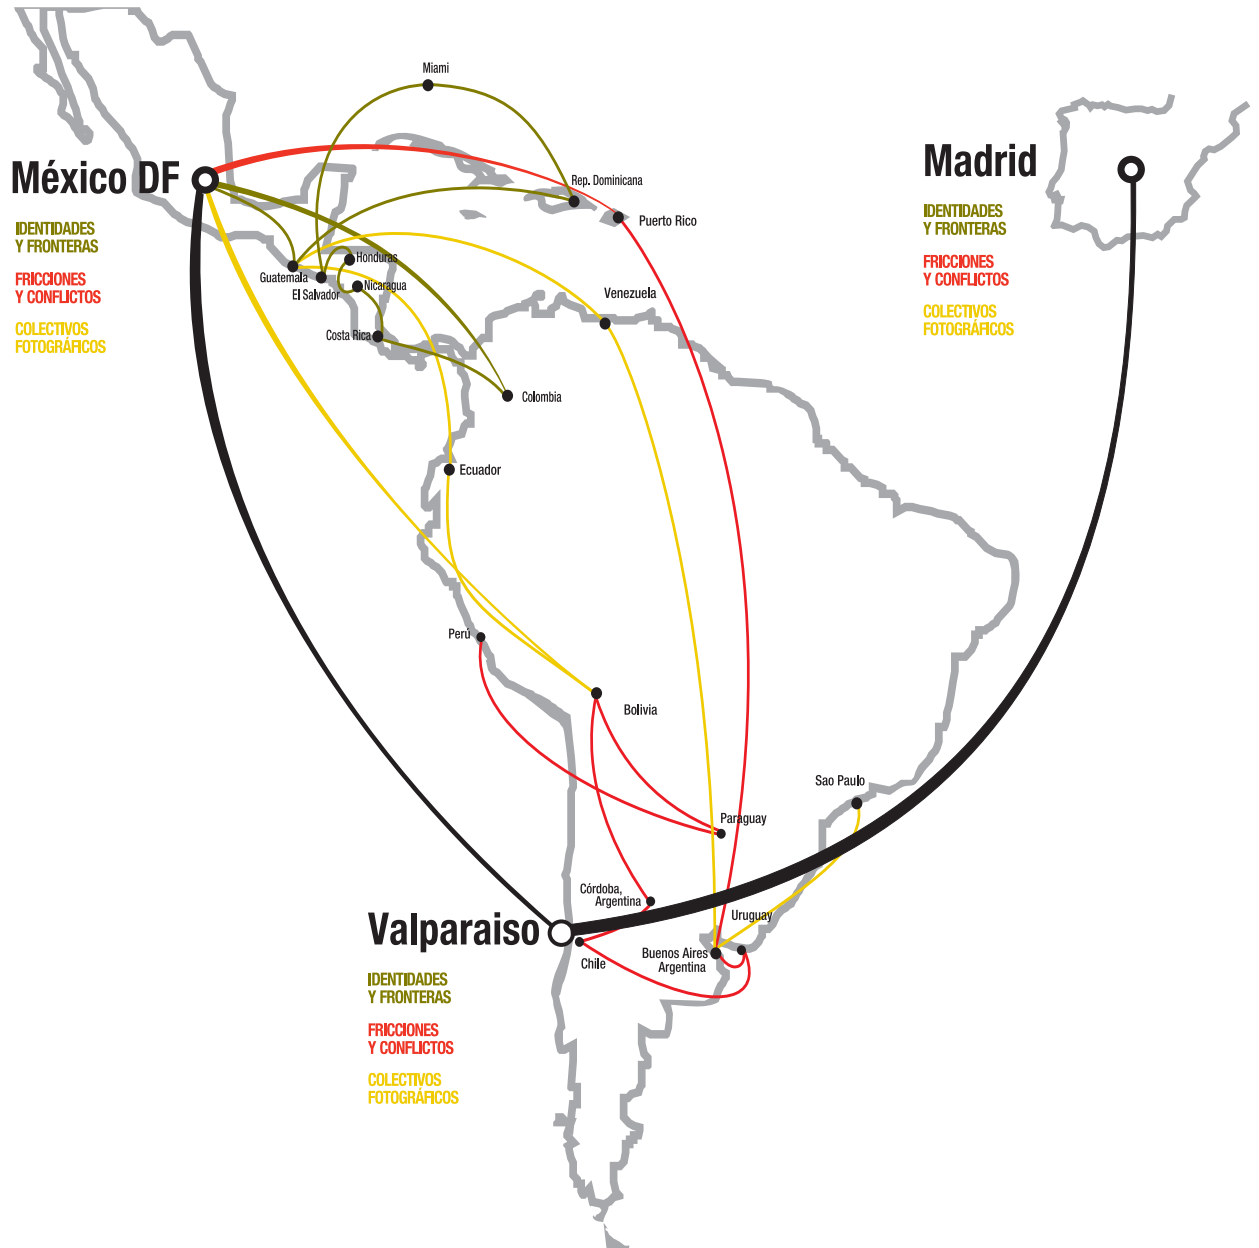 Miami
México DF
IDENTIDADES
Y FRONTERAS
FRICCIONES
Y CONFLICTOS
COLECTIVOS
FOTOGRÁFICOS
Rep. Dominicana
Puerto Rico
Madrid
IDENTIDADES
Y FRONTERAS
FRICCIONES
Y CONFLICTOS
COLECTIVOS
FOTOGRÁFICOS
Honduras
Guatemala
El Salvador
Nicaragua
Venezuela
Costa Rica
Colombia
Ecuador
Perú
Bolivia
Sao Paulo
Paraguay
Córdoba,
Argentina
Uruguay
Valparaiso
Chile
Buenos Aires
Argentina
IDENTIDADES
Y FRONTERAS
FRICCIONES
Y CONFLICTOS
COLECTIVOS
FOTOGRÁFICOS